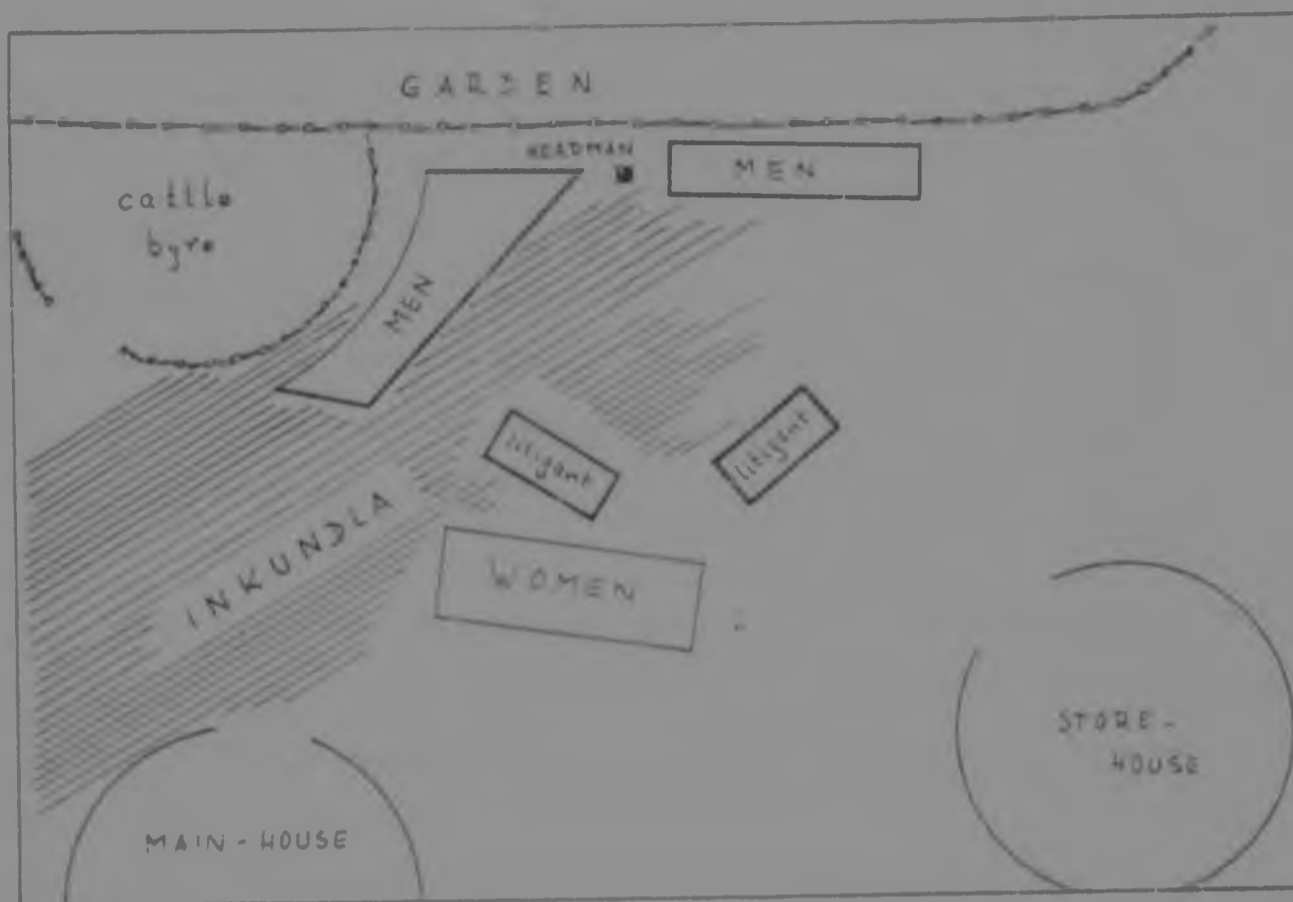 GARDEN
HEADMAN
MEN
cattle
byre
MEN
litigant
litigant
INKUNDLA
WOMEN
STORE-
HOUSE
MAIN-HOUSE